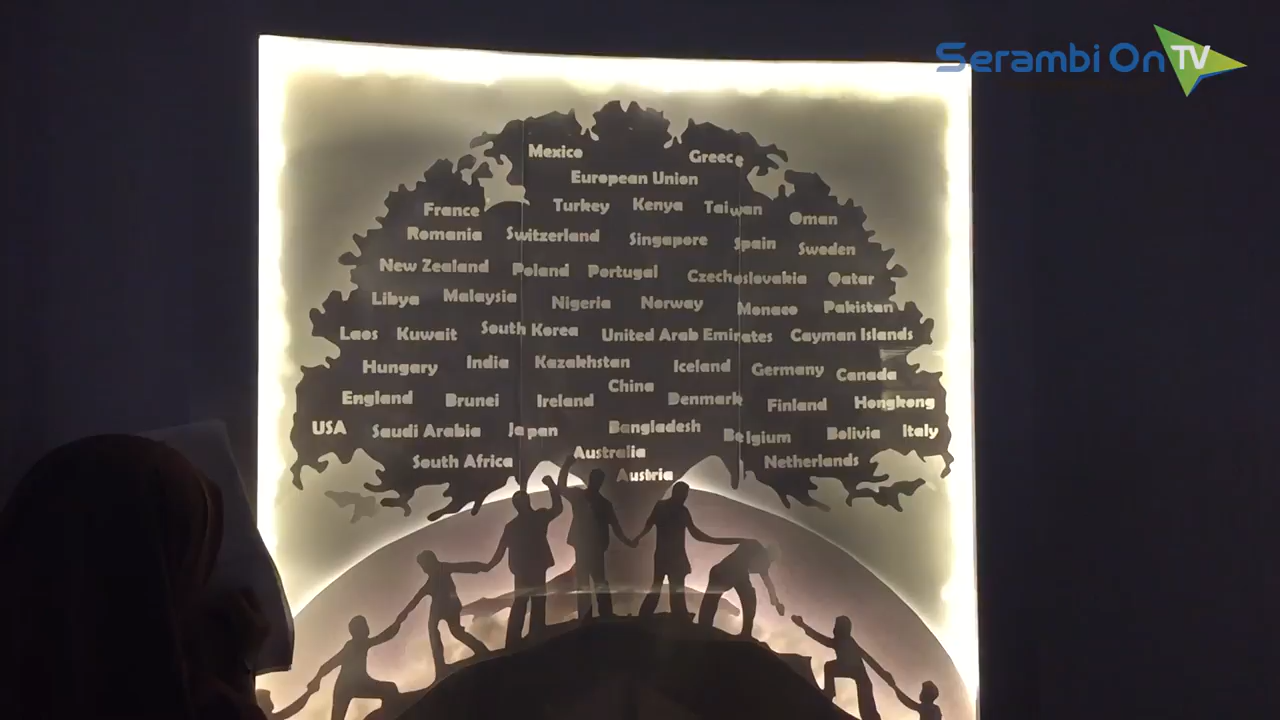 Serambi On TV
Mexico Greece
European Union
France Turkey Kenya Taiwan Oman
Romania Switzerland Singapore Spain Sweden
New Zealand Poland Portugal Czechoslovakia Qatar
Libya Malaysia Nigeria Norway Monaco Pakistan
Laos Kuwait South Korea United Arab Emirates Cayman Islands
Hungary India Kazakhstan Iceland Germany Canada
China
England Brunei Ireland Denmark Finland Hongkong
USA Saudi Arabia Japan Bangladesh Belgium Bolivia Italy
South Africa Australia Netherlands
Austria